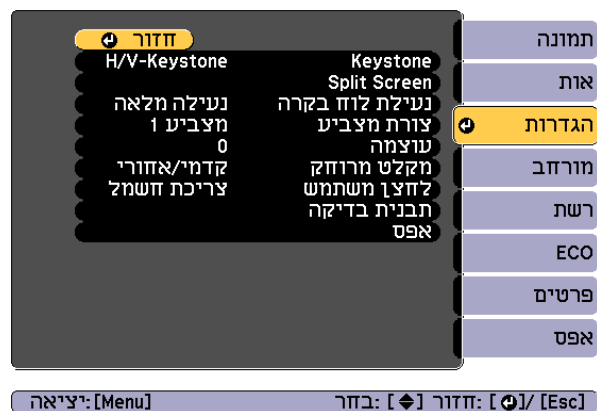 תמונה
אות
הגדרות
מורחב
רשת
ECO
פרטים
אפס
חזור
Keystone H/V-Keystone
Split Screen
נעילת לוח בקרה נעילה מלאה
צורת מצביע מצביע 1
עוצמה 0
מקלט מרוחק קדמי/אחורי
לחצן משתמש צריכת חשמל
תבנית בדיקה
אפס
[Esc] /[ ]: חזור [ ]: בחר [Menu]: יציאה